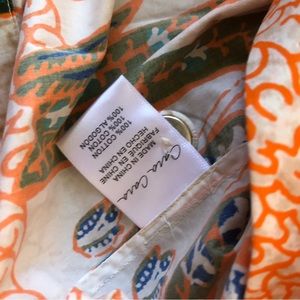 Cara Cara
MADE IN CHINA
FABRIQUE EN CHINE
HECHO EN CHINA
100% COTTON
100% COTON
100% ALGODON